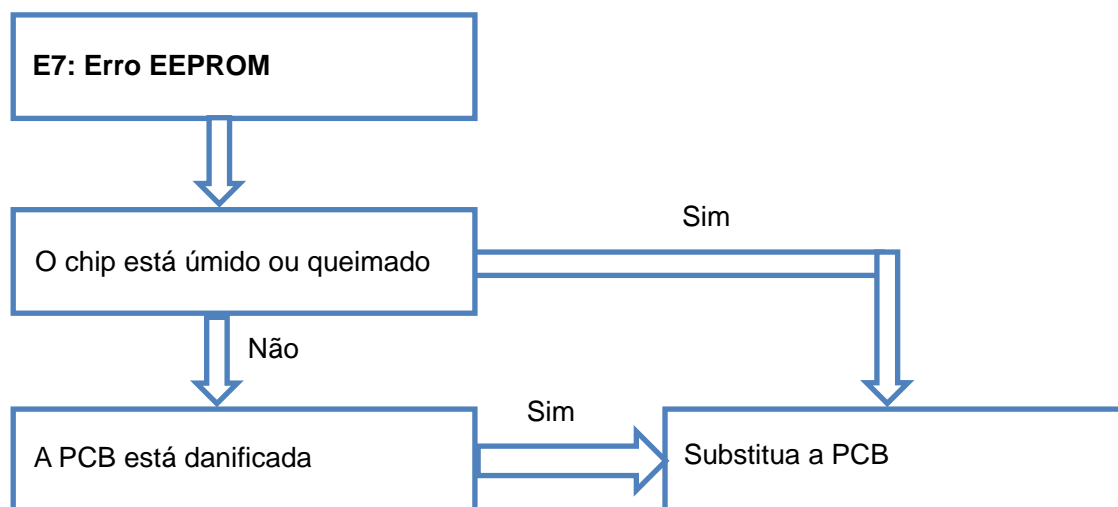 E7: Erro EEPROM
Sim
O chip está úmido ou queimado
Não
Sim
A PCB está danificada
Substitua a PCB